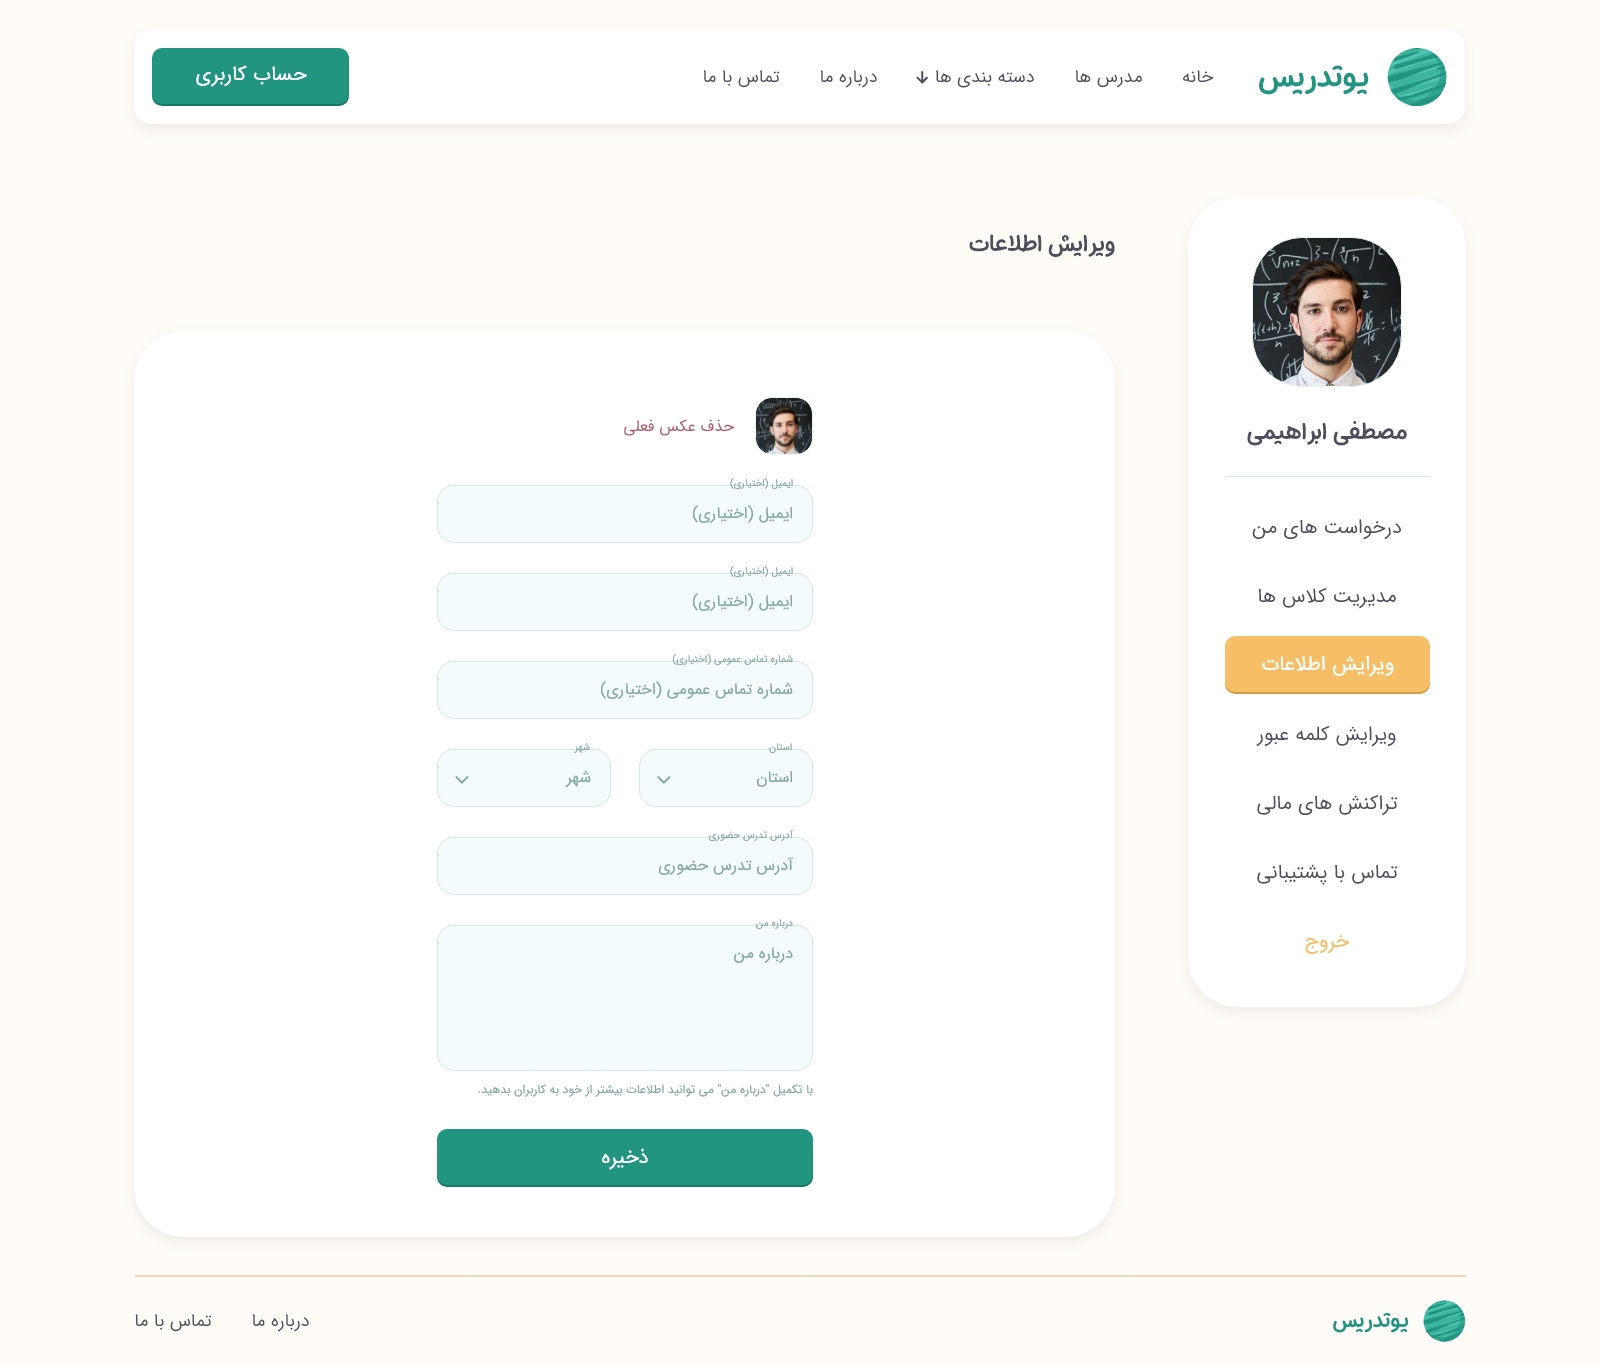 یوتدریس
خانه
مدرس ها
دسته بندی ها
درباره ما
تماس با ما
حساب کاربری
مصطفی ابراهیمی
درخواست های من
مدیریت کلاس ها
ویرایش اطلاعات
ویرایش کلمه عبور
تراکنش های مالی
تماس با پشتیبانی
خروج
ویرایش اطلاعات
حذف عکس فعلی
ایمیل (اختیاری)
ایمیل (اختیاری)
ایمیل (اختیاری)
ایمیل (اختیاری)
شماره تماس عمومی (اختیاری)
شماره تماس عمومی (اختیاری)
استان
استان
شهر
شهر
آدرس تدرس حضوری
آدرس تدرس حضوری
درباره من
درباره من
با تکمیل "درباره من" می توانید اطلاعات بیشتر از خود به کاربران بدهید.
ذخیره
یوتدریس
درباره ما
تماس با ما